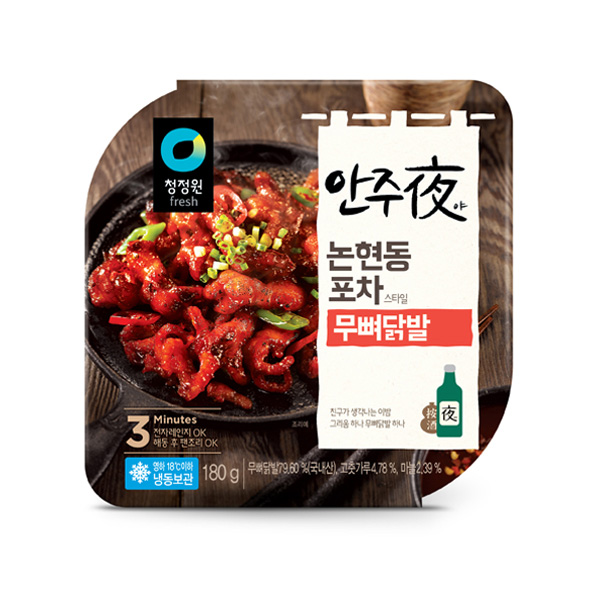 청정원
fresh
안주夜야
논현동
포차 스타일
무뼈닭발
친구가 생각나는 이밤
그리움 하나 무뼈닭발 하나
按酒
夜
조리예
3 Minutes
전자레인지 OK
해동 후 팬조리 OK
영하 18℃이하
냉동보관
180 g
무뼈닭발79,60 %(국내산), 고춧가루4,78 %, 마늘2,39 %